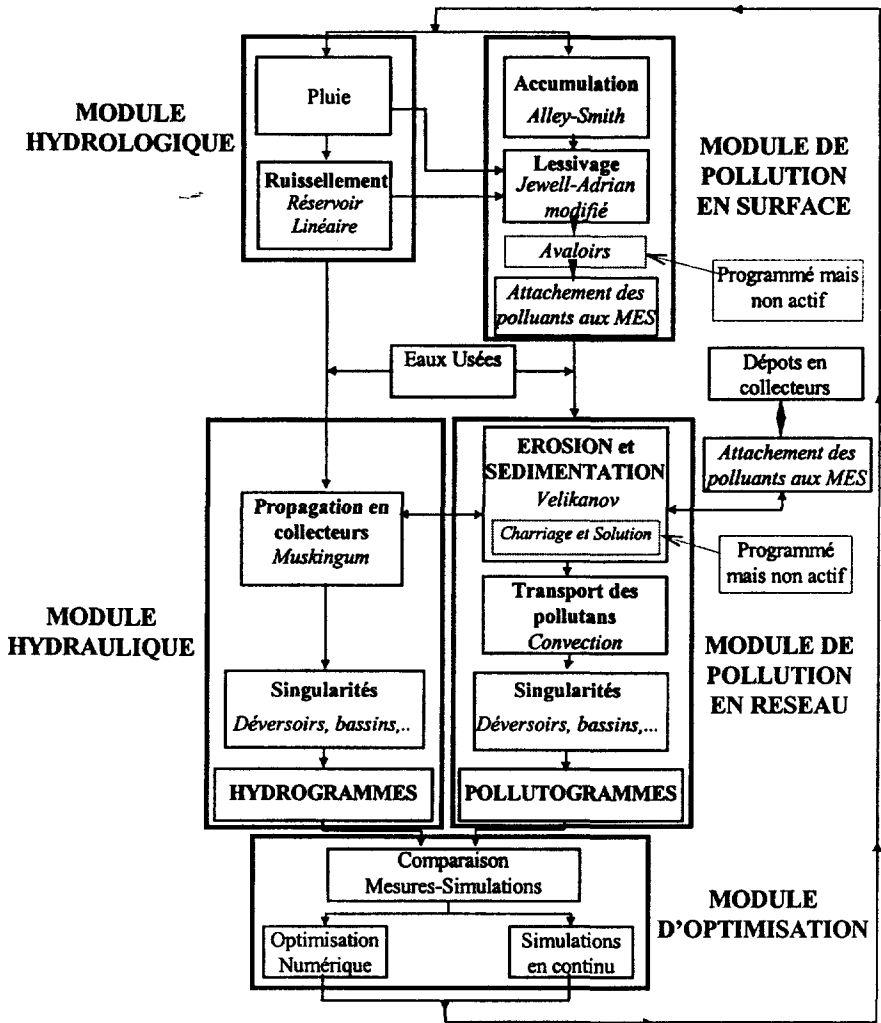 MODULE
HYDROLOGIQUE
Pluie
Ruissellement
Réservoir
Linéaire
Accumulation
Alley-Smith
Lessivage
Jewell-Adrian
modifié
Avaloirs
Attachement des
polluants aux MES
MODULE DE
POLLUTION
EN SURFACE
Programmé mais
non actif
Eaux Usées
Dépots en
collecteurs
Attachement des
polluants aux MES
MODULE
HYDRAULIQUE
Propagation en
collecteurs
Muskingum
Singularités
Déversoirs, bassins,..
HYDROGRAMMES
EROSION et
SEDIMENTATION
Velikanov
Charriage et Solution
Programmé
mais non actif
Transport des
pollutans
Convection
Singularités
Déversoirs, bassins,...
POLLUTOGRAMMES
MODULE DE
POLLUTION
EN RESEAU
Comparaison
Mesures-Simulations
Optimisation
Numérique
Simulations
en continu
MODULE
D'OPTIMISATION